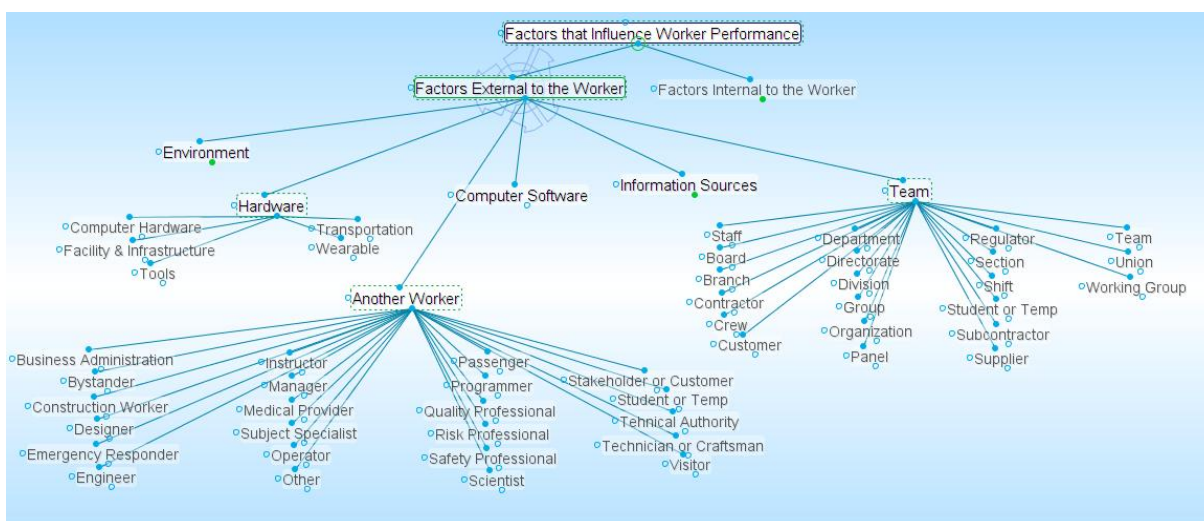 Factors that Influence Worker Performance
Factors External to the Worker
Factors Internal to the Worker
Environment
Hardware
Computer Hardware
Facility & Infrastructure
Tools
Transportation
Wearable
Another Worker
Business Administration
Bystander
Construction Worker
Designer
Emergency Responder
Engineer
Instructor
Manager
Medical Provider
Subject Specialist
Operator
Other
Passenger
Programmer
Quality Professional
Risk Professional
Safety Professional
Scientist
Stakeholder or Customer
Student or Temp
Tehnical Authority
Technician or Craftsman
Visitor
Computer Software
Information Sources
Team
Staff
Board
Branch
Contractor
Crew
Customer
Department
Directorate
Division
Group
Organization
Panel
Regulator
Section
Shift
Student or Temp
Subcontractor
Supplier
Team
Union
Working Group